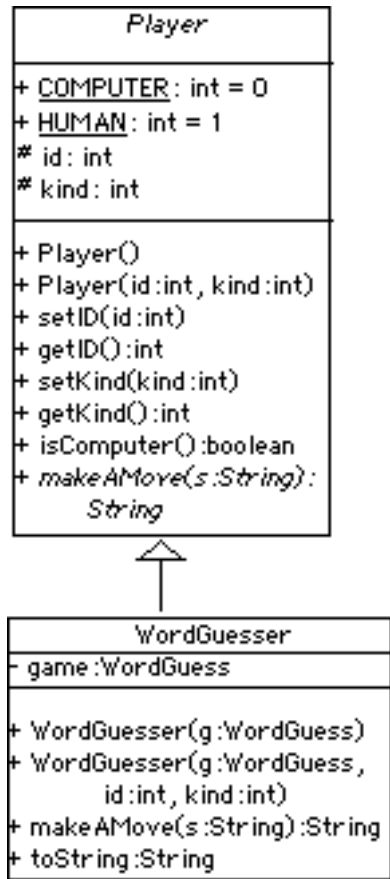 Player
+ COMPUTER: int = 0
+ HUMAN: int = 1
# id: int
# kind: int
+ Player()
+ Player(id:int, kind:int)
+ setID(id:int)
+ getID():int
+ setKind(kind:int)
+ getKind():int
+ isComputer():boolean
+ makeAMove(s:String):
String
WordGuesser
- game:WordGuess
+ WordGuesser(g:WordGuess)
+ WordGuesser(g:WordGuess,
id:int, kind:int)
+ makeAMove(s:String):String
+ toString:String